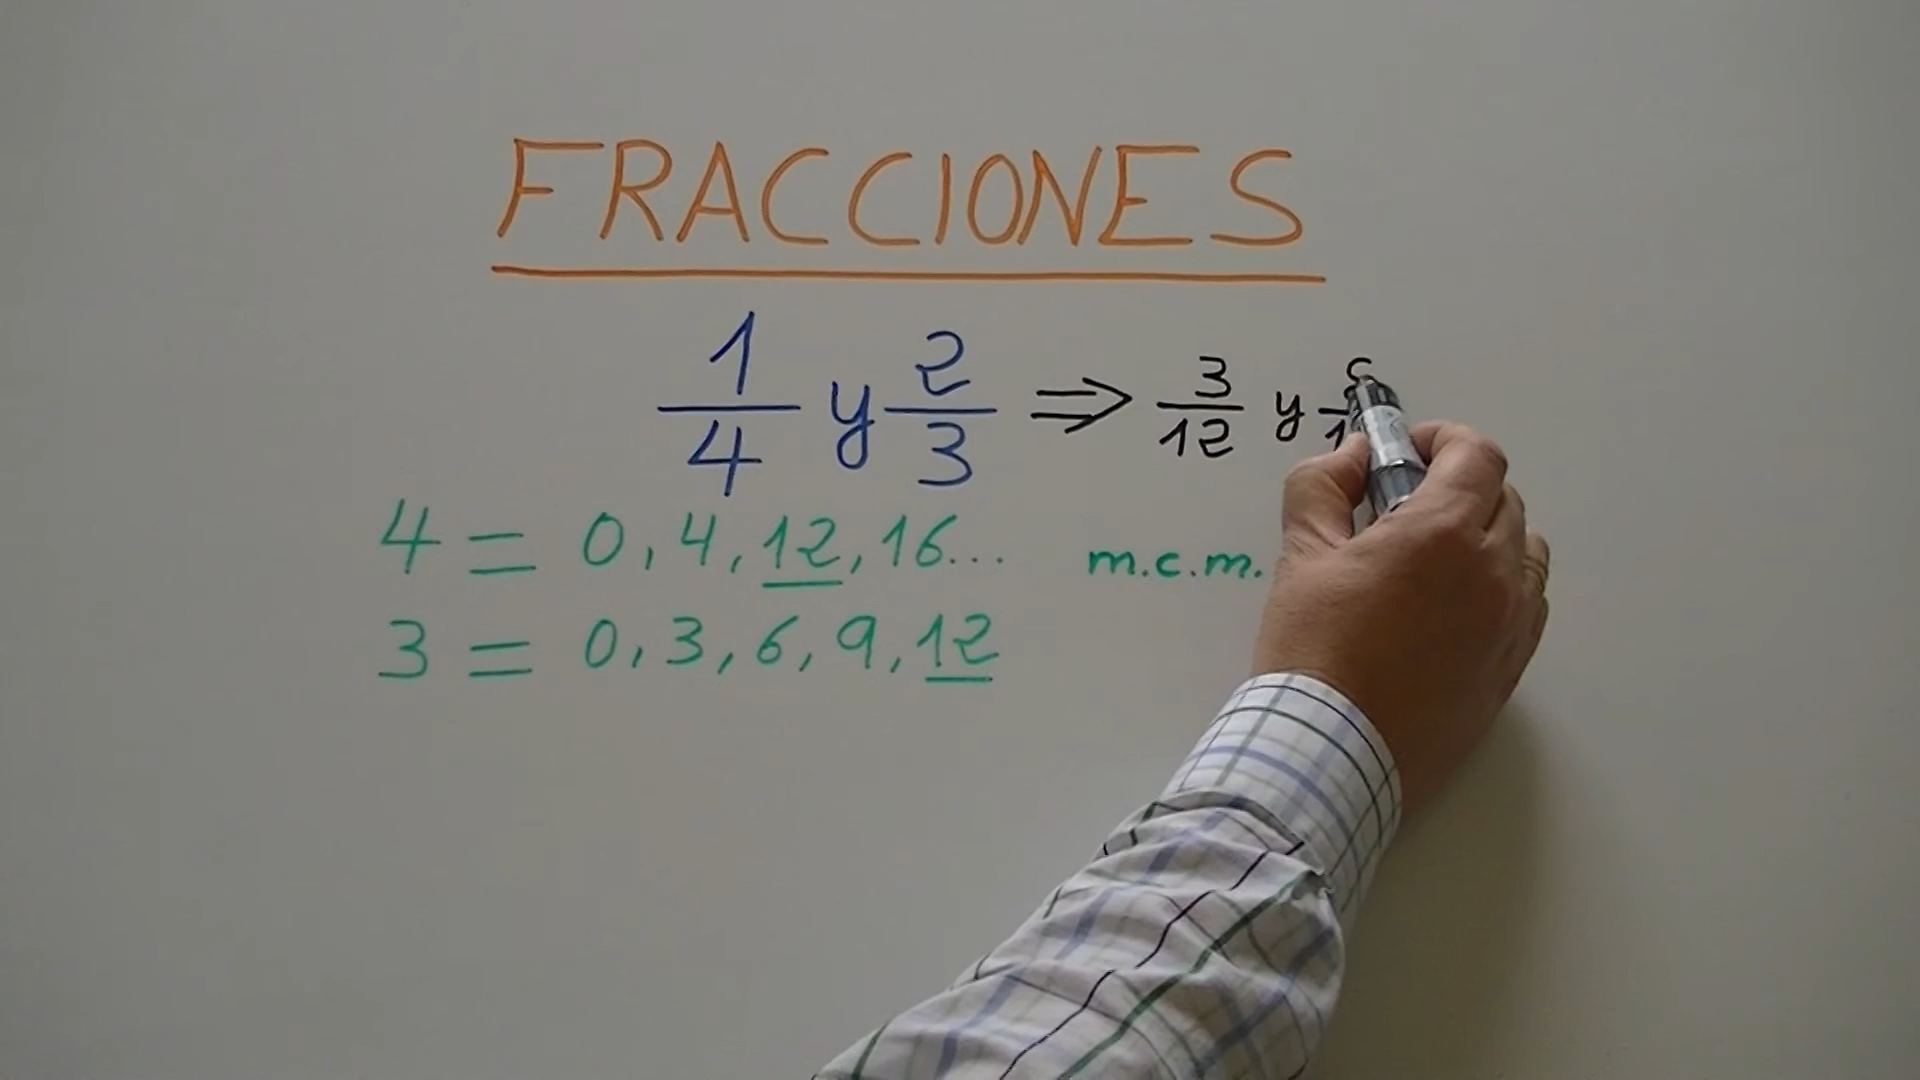 FRACCIONES
1/4 y 2/3 ⇒ 3/12 y
4 = 0, 4, 12, 16... m.c.m.
3 = 0, 3, 6, 9, 12